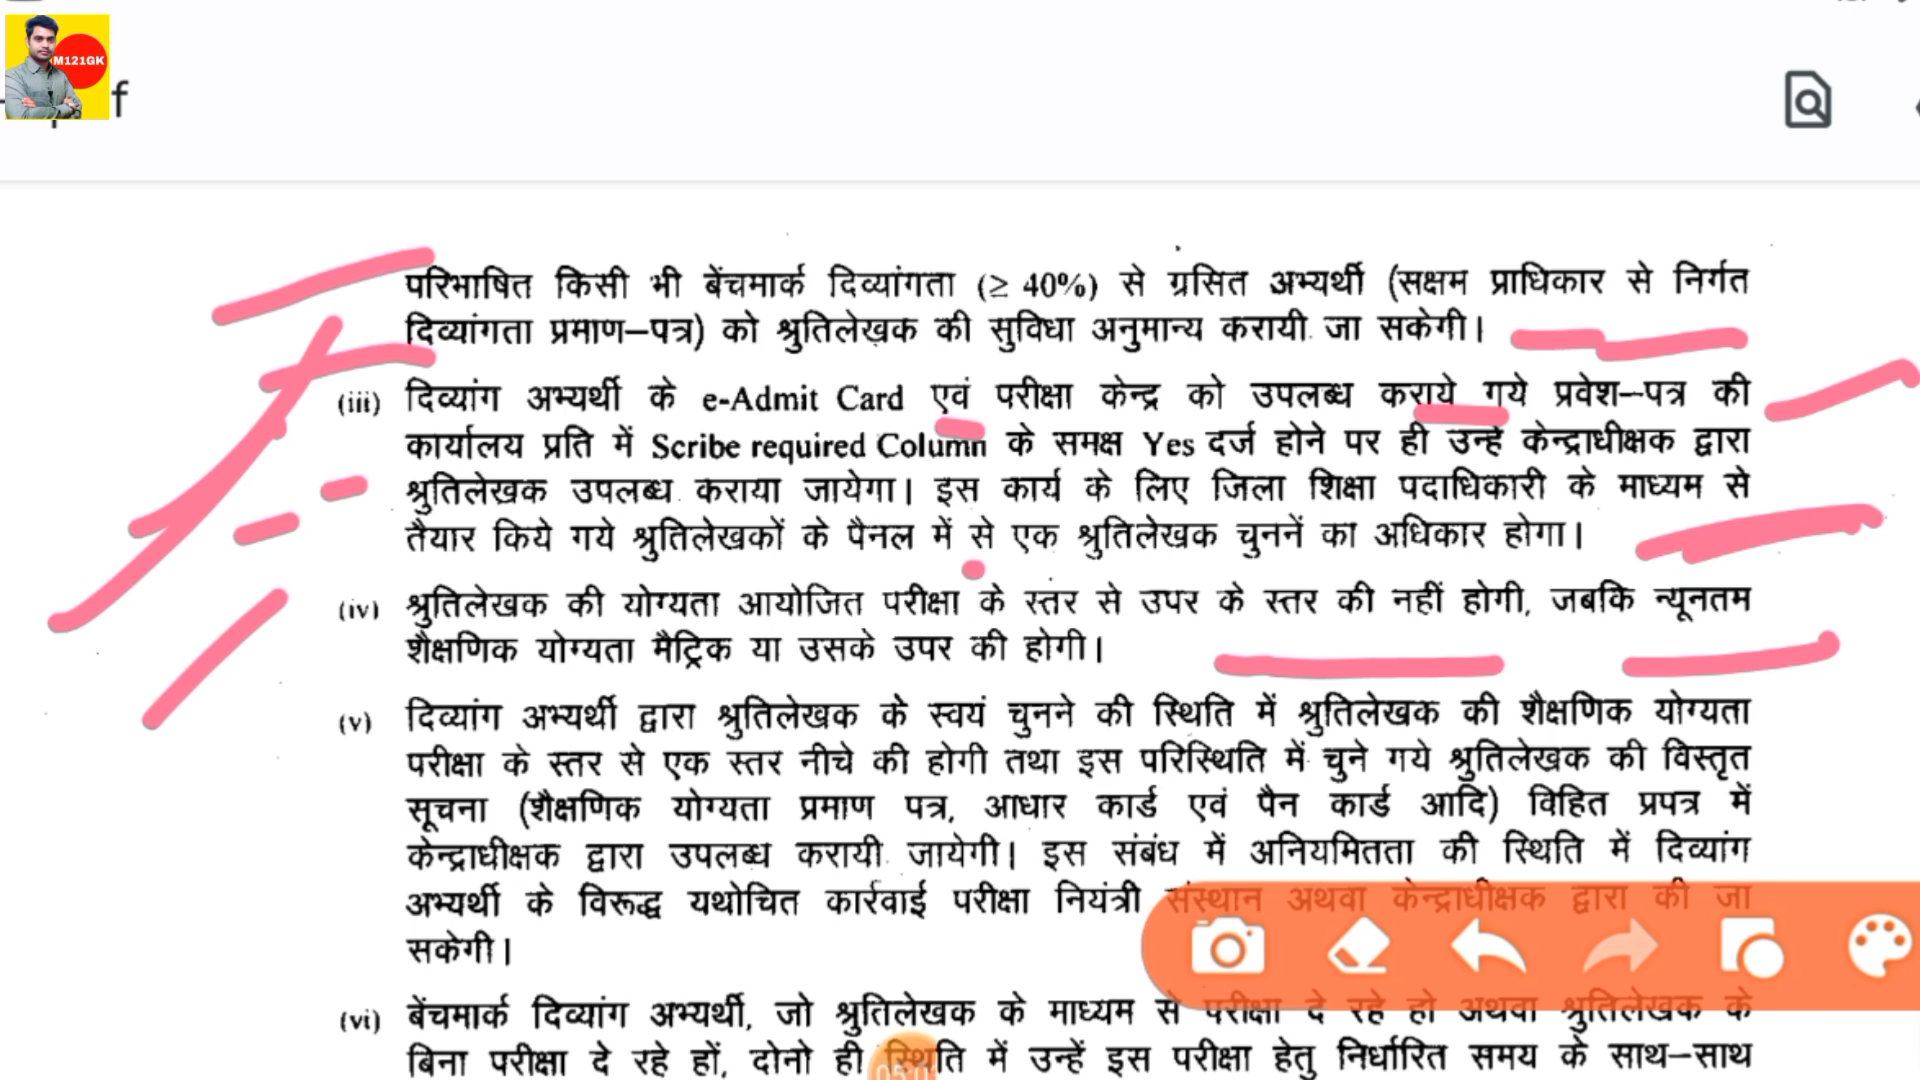 M121GK
f
परिभाषित किसी भी बेंचमार्क दिव्यांगता (≥ 40%) से ग्रसित अभ्यर्थी (सक्षम प्राधिकार से निर्गत
दिव्यांगता प्रमाण–पत्र) को श्रुतिलेखक की सुविधा अनुमान्य करायी जा सकेगी।
(iii) दिव्यांग अभ्यर्थी के e-Admit Card एवं परीक्षा केन्द्र को उपलब्ध कराये गये प्रवेश–पत्र की
कार्यालय प्रति में Scribe required Column के समक्ष Yes दर्ज होने पर ही उन्हें केन्द्राधीक्षक द्वारा
श्रुतिलेखक उपलब्ध कराया जायेगा। इस कार्य के लिए जिला शिक्षा पदाधिकारी के माध्यम से
तैयार किये गये श्रुतिलेखकों के पैनल में से एक श्रुतिलेखक चुननें का अधिकार होगा।
(iv) श्रुतिलेखक की योग्यता आयोजित परीक्षा के स्तर से उपर के स्तर की नहीं होगी, जबकि न्यूनतम
शैक्षणिक योग्यता मैट्रिक या उसके उपर की होगी।
(v) दिव्यांग अभ्यर्थी द्वारा श्रुतिलेखक के स्वयं चुनने की स्थिति में श्रुतिलेखक की शैक्षणिक योग्यता
परीक्षा के स्तर से एक स्तर नीचे की होगी तथा इस परिस्थिति में चुने गये श्रुतिलेखक की विस्तृत
सूचना (शैक्षणिक योग्यता प्रमाण पत्र, आधार कार्ड एवं पैन कार्ड आदि) विहित प्रपत्र में
केन्द्राधीक्षक द्वारा उपलब्ध करायी जायेगी। इस संबंध में अनियमितता की स्थिति में दिव्यांग
अभ्यर्थी के विरूद्ध यथोचित कार्रवाई परीक्षा नियंत्री संस्थान अथवा केन्द्राधीक्षक द्वारा की जा
सकेगी।
(vi) बेंचमार्क दिव्यांग अभ्यर्थी, जो श्रुतिलेखक के माध्यम से परीक्षा दे रहे हो अथवा श्रुतिलेखक के
बिना परीक्षा दे रहे हों, दोनो ही स्थिति में उन्हें इस परीक्षा हेतु निर्धारित समय के साथ–साथ